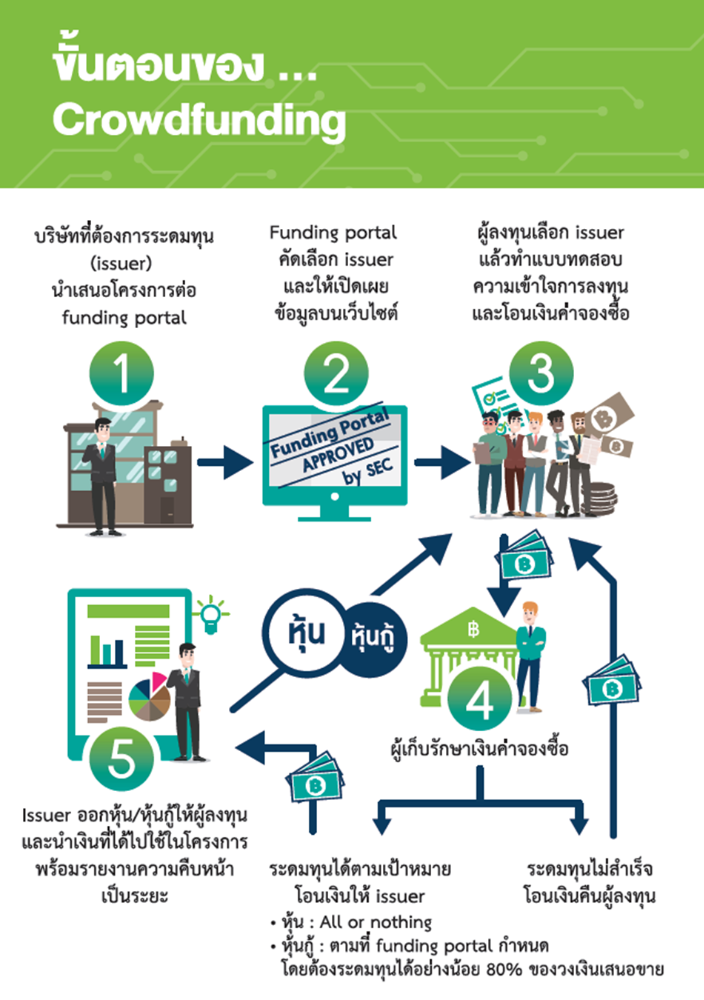 ขั้นตอนของ ...
Crowdfunding
บริษัทที่ต้องการระดมทุน
(issuer)
นำเสนอโครงการต่อ
funding portal
Funding portal
คัดเลือก issuer
และให้เปิดเผย
ข้อมูลบนเว็บไซต์
ผู้ลงทุนเลือก issuer
แล้วทำแบบทดสอบ
ความเข้าใจการลงทุน
และโอนเงินค่าจองซื้อ
1
2
3
Funding Portal
APPROVED
by SEC
หุ้น
หุ้นกู้
4
ผู้เก็บรักษาเงินค่าจองซื้อ
5
Issuer ออกหุ้น/หุ้นกู้ให้ผู้ลงทุน
และนำเงินที่ได้ไปใช้ในโครงการ
พร้อมรายงานความคืบหน้า
เป็นระยะ
ระดมทุนได้ตามเป้าหมาย
โอนเงินให้ issuer
• หุ้น : All or nothing
• หุ้นกู้ : ตามที่ funding portal กำหนด
โดยต้องระดมทุนได้อย่างน้อย 80% ของวงเงินเสนอขาย
ระดมทุนไม่สำเร็จ
โอนเงินคืนผู้ลงทุน